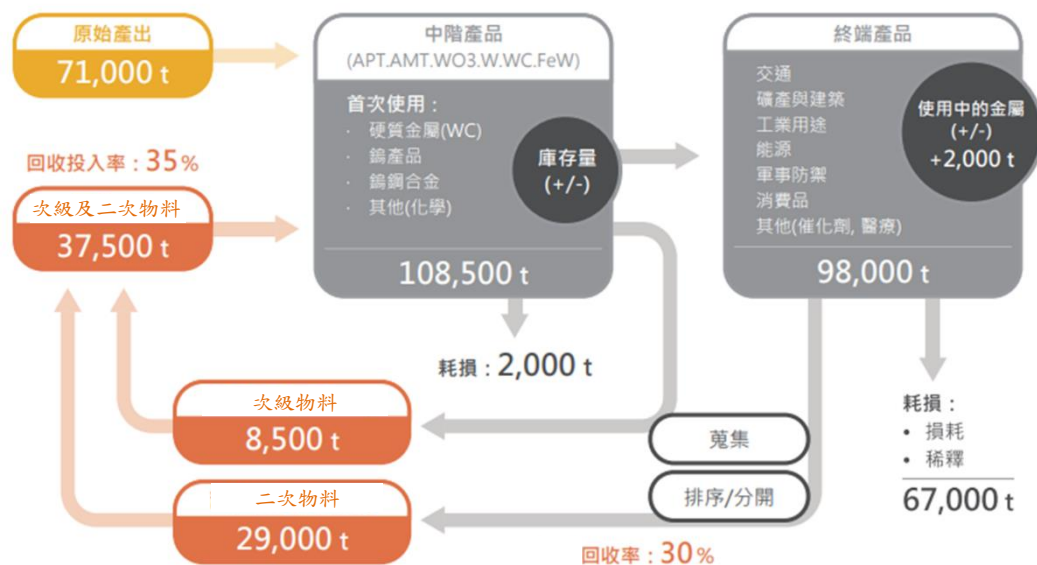 原始產出
71,000 t
回收投入率：35%
次級及二次物料
37,500 t
中階產品
(APT.AMT.WO3.W.WC.FeW)
首次使用：
· 硬質金屬(WC)
· 鎢產品
· 鎢鋼合金
· 其他(化學)
庫存量
(+/-)
108,500 t
耗損：2,000 t
終端產品
交通
礦產與建築
工業用途
能源
軍事防禦
消費品
其他(催化劑, 醫療)
使用中的金屬
(+/-)
+2,000 t
98,000 t
次級物料
8,500 t
二次物料
29,000 t
蒐集
排序/分開
回收率：30%
耗損：
• 損耗
• 稀釋
67,000 t